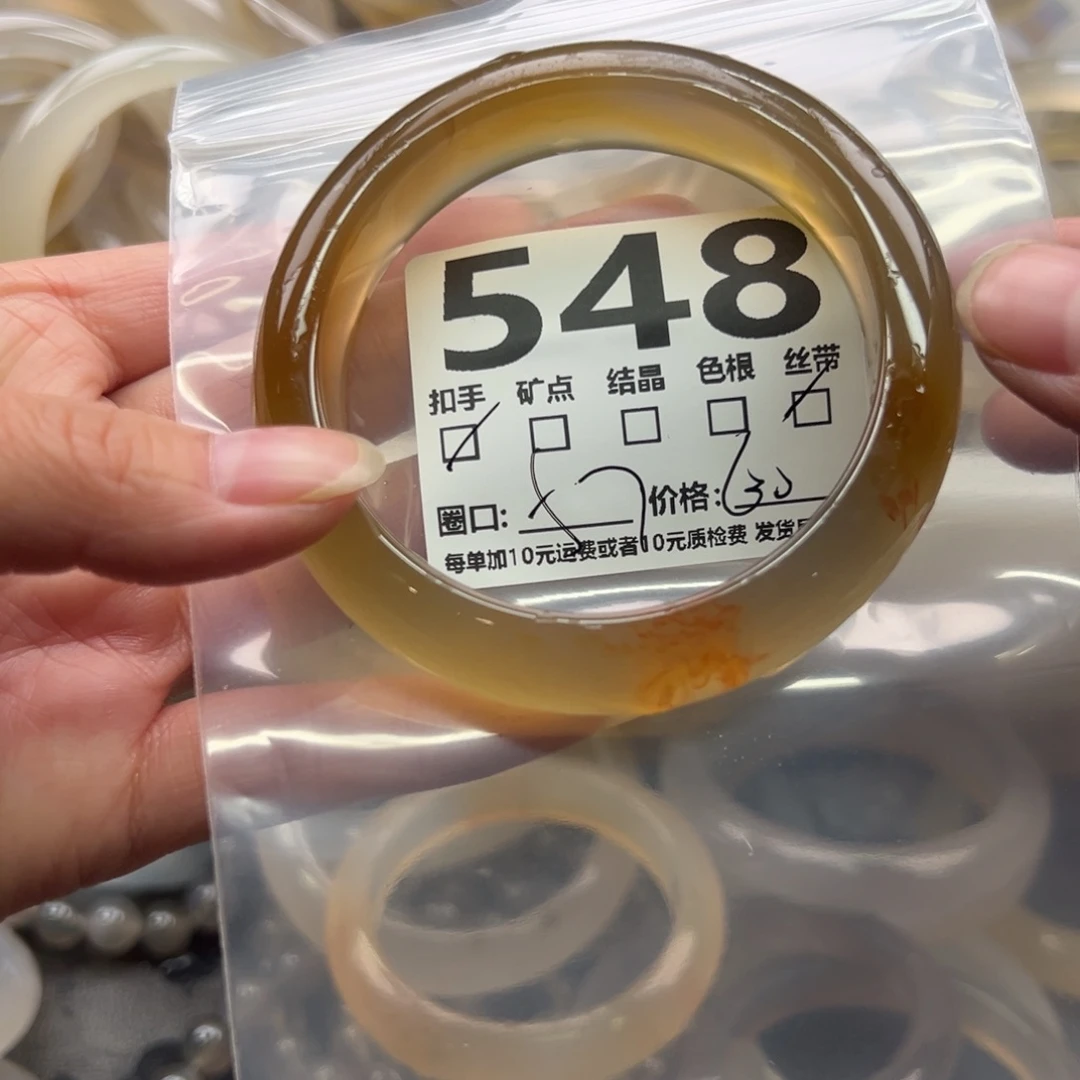 548
扣手 矿点 结晶 色根 丝带
圈口: 价格: 30
每单加10元运费或者10元质检费 发货